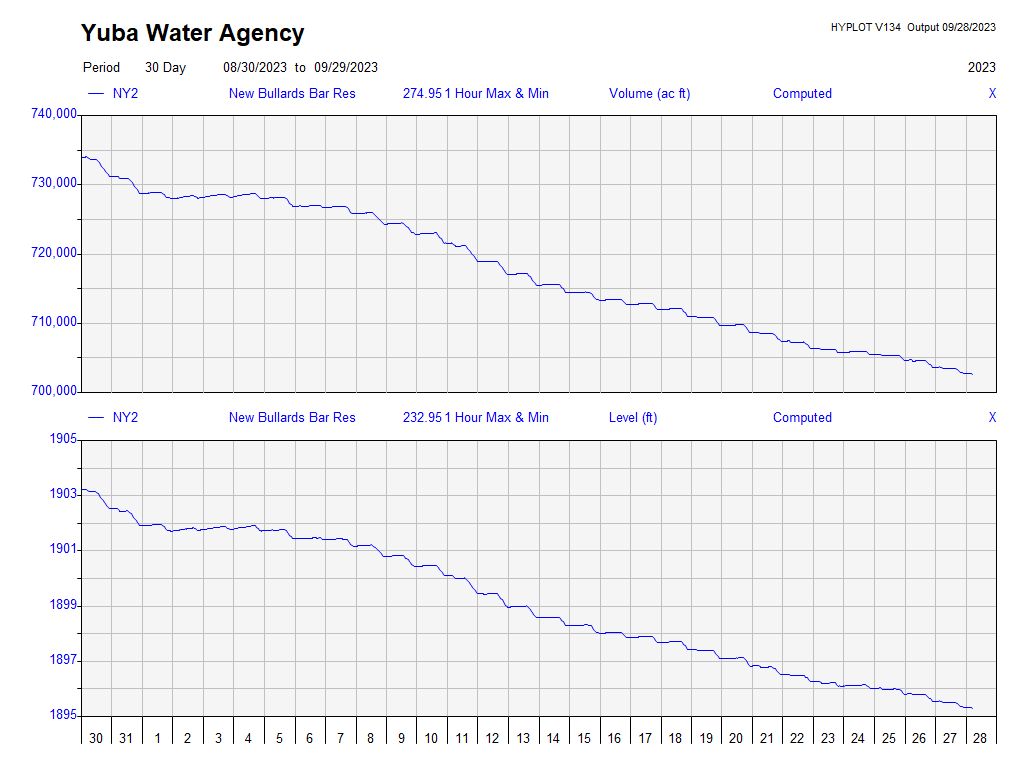 Yuba Water Agency
HYPLOT V134 Output 09/28/2023
Period 30 Day 08/30/2023 to 09/29/2023 2023
NY2 New Bullards Bar Res 274.95 1 Hour Max & Min Volume (ac ft) Computed X
740,000
730,000
720,000
710,000
700,000
NY2 New Bullards Bar Res 232.95 1 Hour Max & Min Level (ft) Computed X
1905
1903
1901
1899
1897
1895
30 31 1 2 3 4 5 6 7 8 9 10 11 12 13 14 15 16 17 18 19 20 21 22 23 24 25 26 27 28